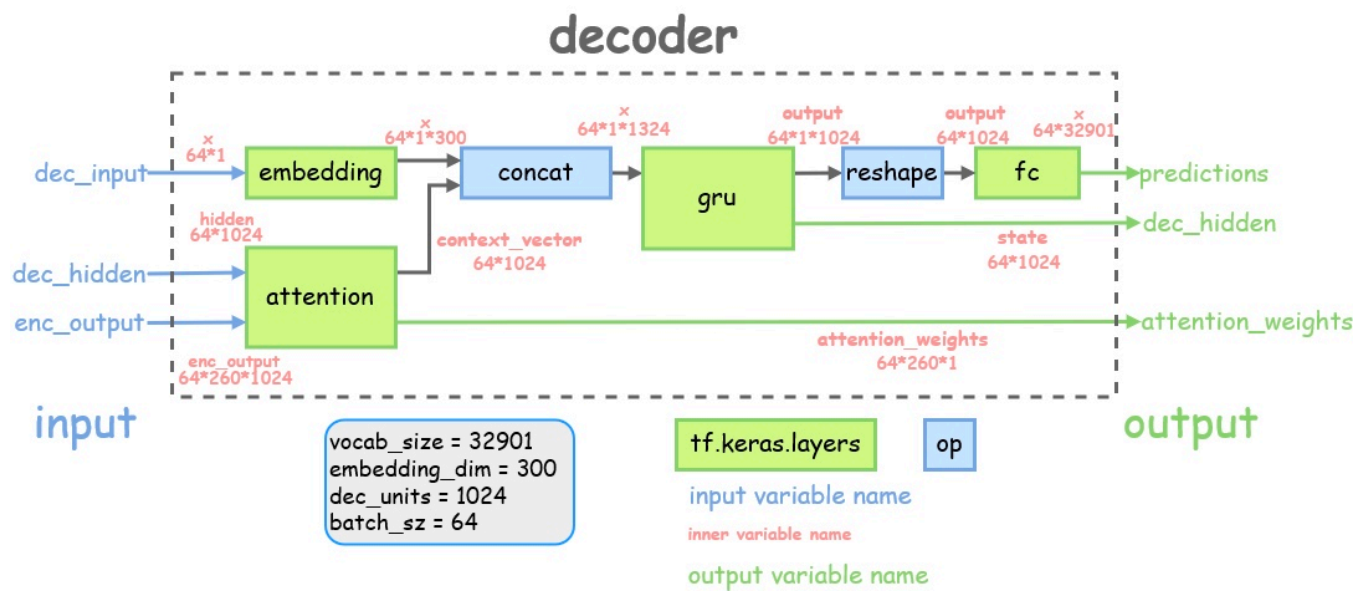 decoder
x
64*1
x
64*1*300
x
64*1*1324
output
64*1*1024
output
64*1024
x
64*32901
dec_input
embedding
concat
gru
reshape
fc
predictions
hidden
64*1024
context_vector
64*1024
state
64*1024
dec_hidden
dec_hidden
attention
enc_output
attention_weights
enc_output
64*260*1024
attention_weights
64*260*1
input
output
vocab_size = 32901
embedding_dim = 300
dec_units = 1024
batch_sz = 64
tf.keras.layers
op
input variable name
inner variable name
output variable name